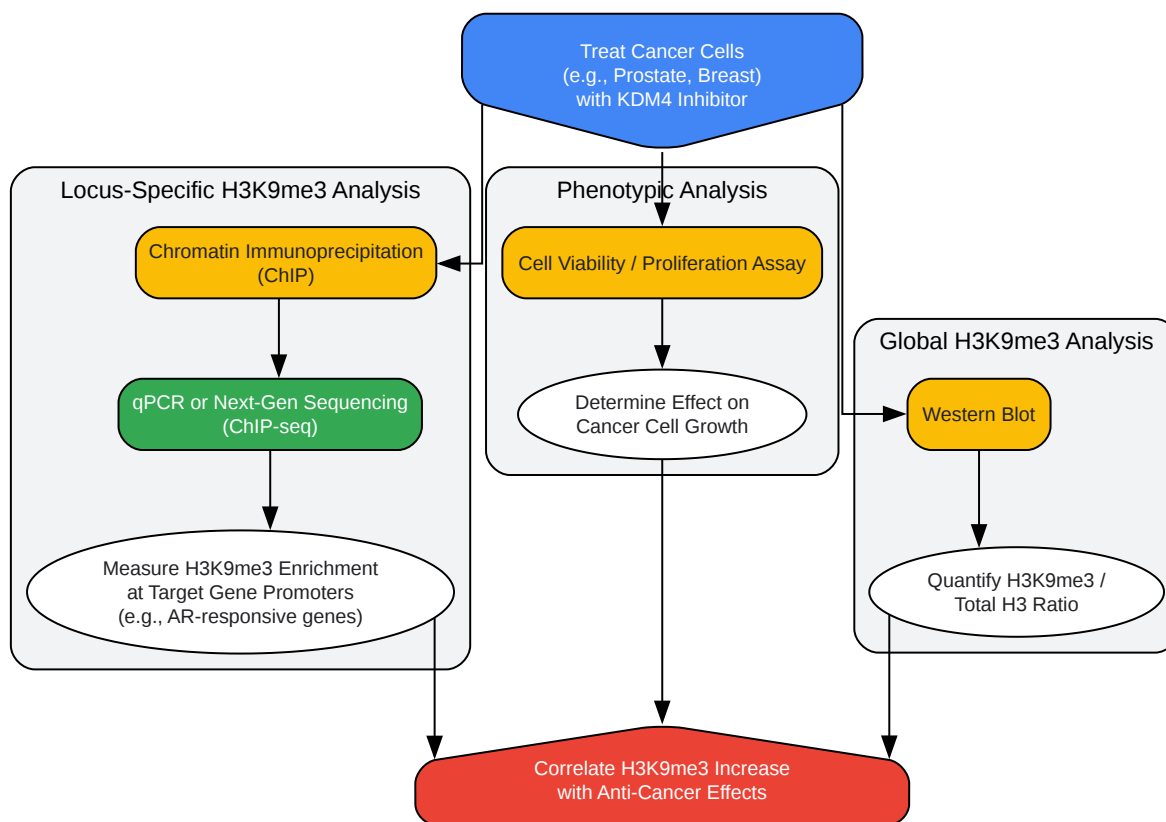 Treat Cancer Cells
(e.g., Prostate, Breast)
with KDM4 Inhibitor
Locus-Specific H3K9me3 Analysis
Chromatin Immunoprecipitation
(ChIP)
qPCR or Next-Gen Sequencing
(ChIP-seq)
Measure H3K9me3 Enrichment
at Target Gene Promoters
(e.g., AR-responsive genes)
Phenotypic Analysis
Cell Viability / Proliferation Assay
Determine Effect on
Cancer Cell Growth
Global H3K9me3 Analysis
Western Blot
Quantify H3K9me3 /
Total H3 Ratio
Correlate H3K9me3 Increase
with Anti-Cancer Effects